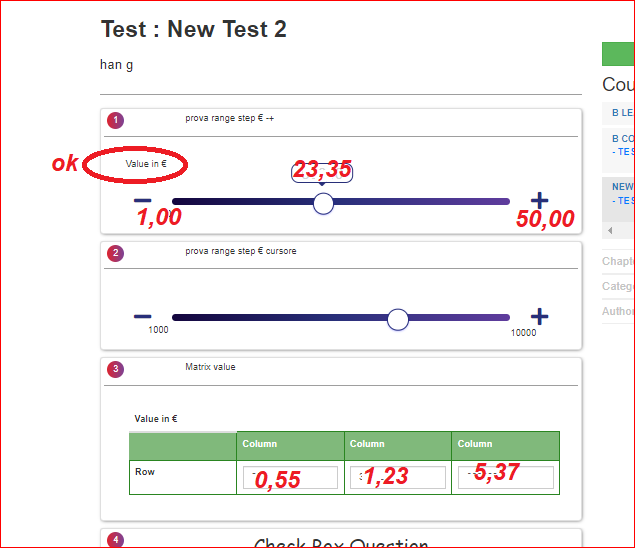 Test : New Test 2
han g
Cou
1
prova range step € -+
B LE
B CO
- TES
ok
Value in €
23,35
NEW
- TES
1,00
50,00
2
prova range step € cursore
Chapte
Categ
Author
1000
10000
3
Matrix value
Value in €
Column Column Column
Row
0,55 1,23 5,37
4
Check Box Question